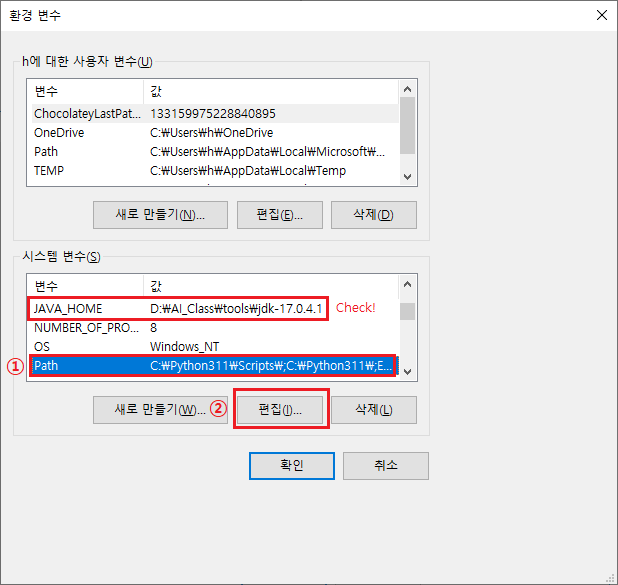 환경 변수
h에 대한 사용자 변수(U)
변수 값
ChocolateyLastPat... 133159975228840895
OneDrive C:₩Users₩h₩OneDrive
Path C:₩Users₩h₩AppData₩Local₩Microsoft₩...
TEMP C:₩Users₩h₩AppData₩Local₩Temp
새로 만들기(N)... 편집(E)... 삭제(D)
시스템 변수(S)
변수 값
JAVA_HOME D:₩AI_Class₩tools₩jdk-17.0.4.1 Check!
NUMBER_OF_PRO... 8
OS Windows_NT
① Path C:₩Python311₩Scripts₩;C:₩Python311₩;E...
새로 만들기(W)... ② 편집(I)... 삭제(L)
확인 취소